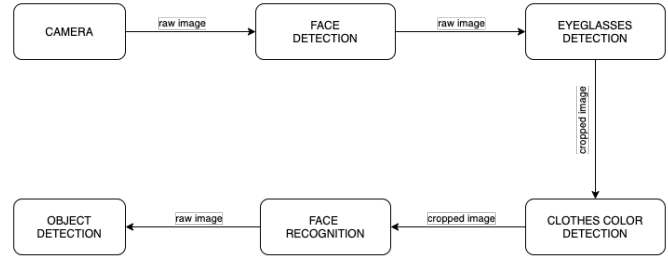 CAMERA
raw image
FACE
DETECTION
raw image
EYEGLASSES
DETECTION
cropped image
CLOTHES COLOR
DETECTION
cropped image
FACE
RECOGNITION
raw image
OBJECT
DETECTION